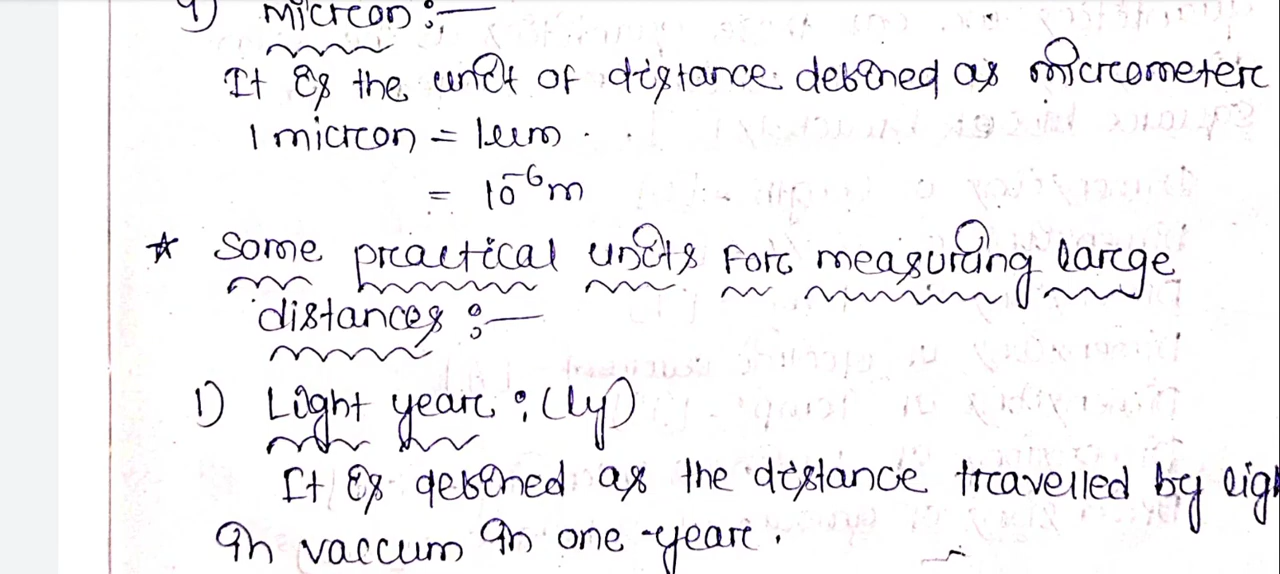 9) Micron :-
It is the unit of distance defined as micrometer
1 micron = 1μm
= 10⁻⁶m
☆ Some practical units for measuring large
distances :-
1) Light year : (ly)
It is defined as the distance travelled by ligh
in vaccum in one year.